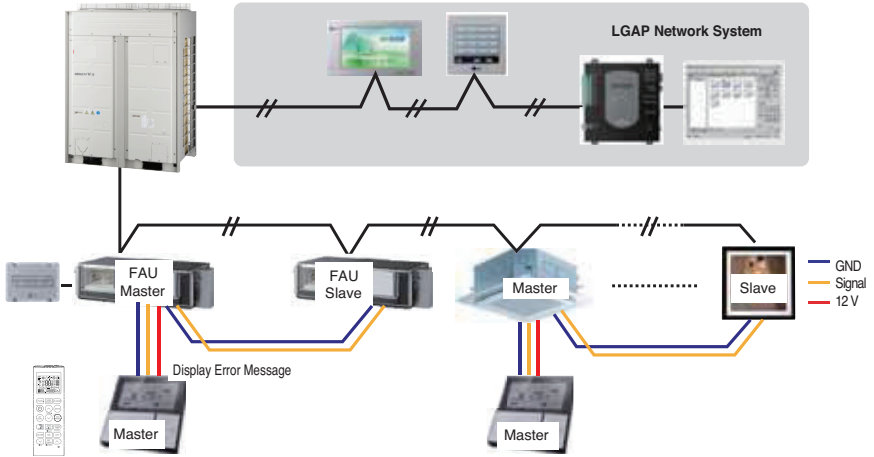 LGAP Network System
FAU
Master
FAU
Slave
Master
Slave
GND
Signal
12 V
Display Error Message
Master
Master